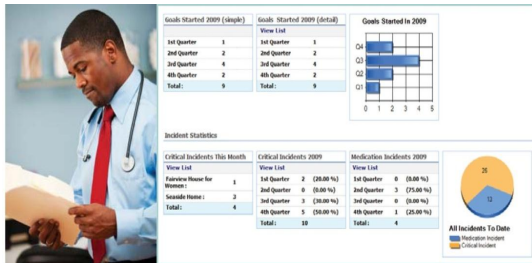 Goals Started 2009 (simple)
1st Quarter 1
2nd Quarter 2
3rd Quarter 4
4th Quarter 2
Total: 9
Goals Started 2009 (detail)
View List
1st Quarter 1
2nd Quarter 2
3rd Quarter 4
4th Quarter 2
Total: 9
Goals Started In 2009
Q4
Q3
Q2
Q1
0 1 2 3 4 5
Incident Statistics
Critical Incidents This Month
View List
Fairview House for
Women: 1
Seaside Home: 2
Total: 4
Critical Incidents 2009
View List
1st Quarter 2 (20.00 %)
2nd Quarter 0 (0.00 %)
3rd Quarter 3 (30.00 %)
4th Quarter 5 (50.00 %)
Total: 10
Medication Incidents 2009
View List
1st Quarter 0 (0.00 %)
2nd Quarter 3 (75.00 %)
3rd Quarter 0 (0.00 %)
4th Quarter 1 (25.00 %)
Total: 4
12
All Incidents To Date
Medication Incident
Critical Incident